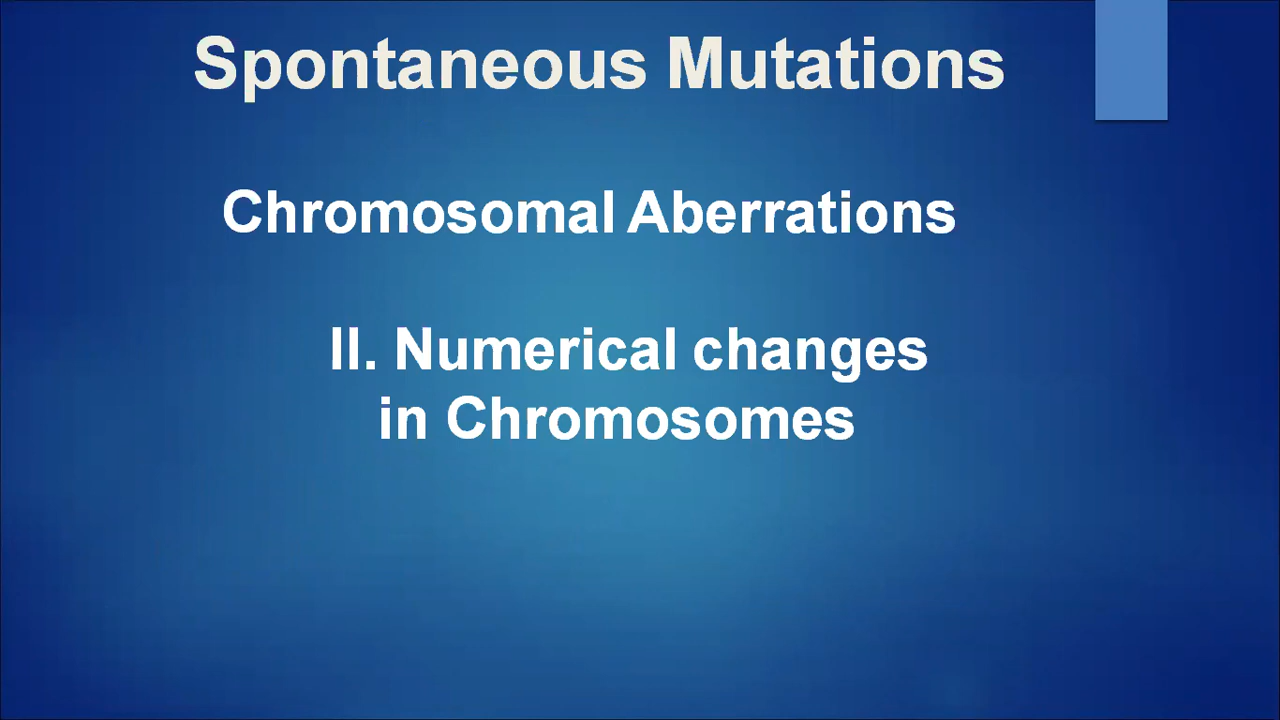 Spontaneous Mutations
Chromosomal Aberrations
II. Numerical changes
in Chromosomes